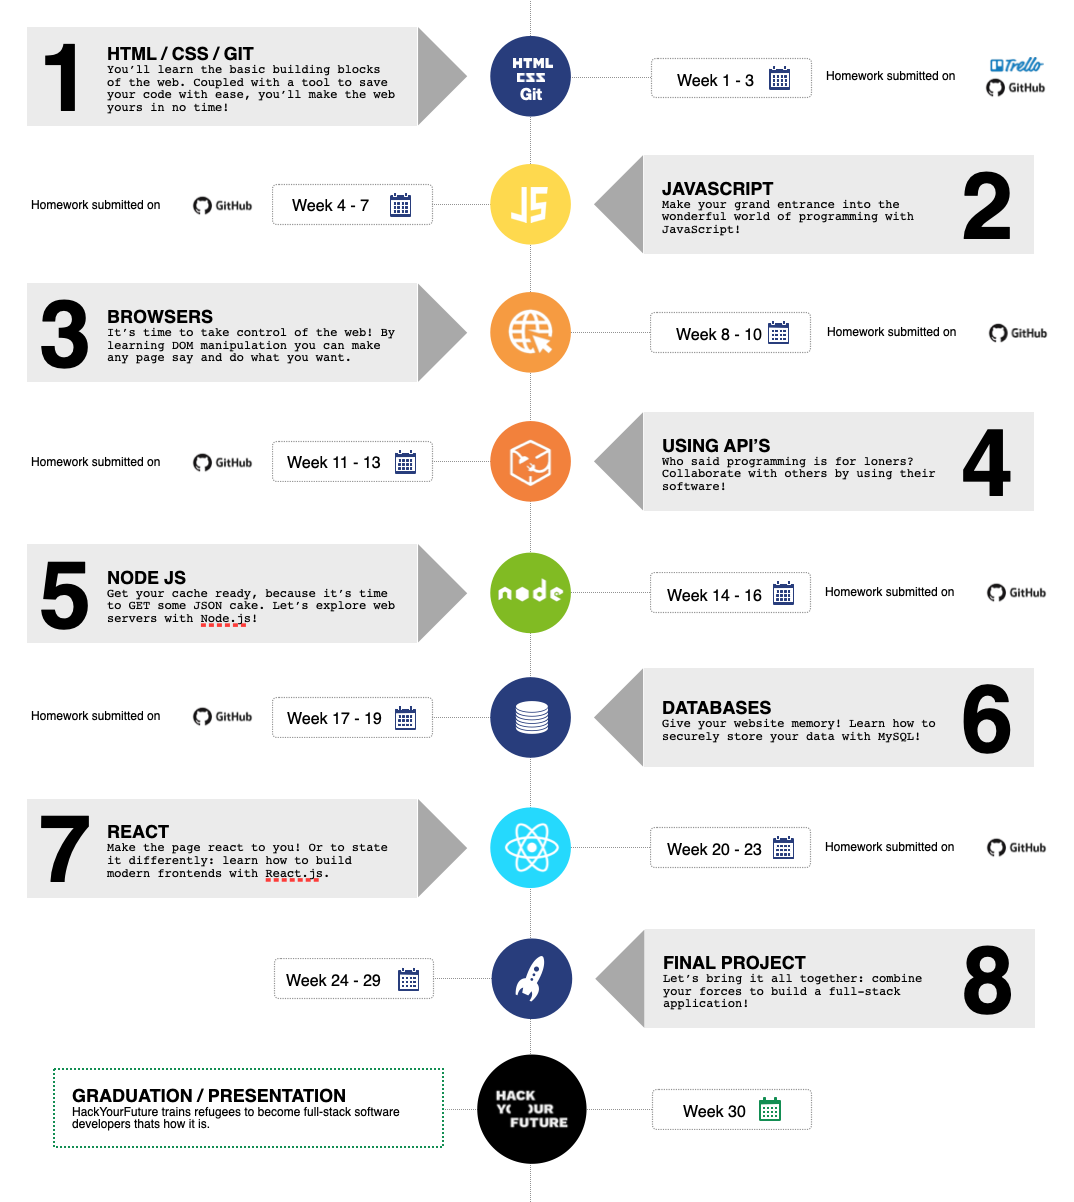 1
HTML / CSS / GIT
You'll learn the basic building blocks
of the web. Coupled with a tool to save
your code with ease, you'll make the web
yours in no time!
HTML
CSS
Git
Week 1 - 3
Homework submitted on
Trello
GitHub
Homework submitted on
GitHub
Week 4 - 7
JS
JAVASCRIPT
Make your grand entrance into the
wonderful world of programming with
JavaScript!
2
3
BROWSERS
It's time to take control of the web! By
learning DOM manipulation you can make
any page say and do what you want.
Week 8 - 10
Homework submitted on
GitHub
Homework submitted on
GitHub
Week 11 - 13
USING API'S
Who said programming is for loners?
Collaborate with others by using their
software!
4
5
NODE JS
Get your cache ready, because it's time
to GET some JSON cake. Let's explore web
servers with Node.js!
node
Week 14 - 16
Homework submitted on
GitHub
Homework submitted on
GitHub
Week 17 - 19
DATABASES
Give your website memory! Learn how to
securely store your data with MySQL!
6
7
REACT
Make the page react to you! Or to state
it differently: learn how to build
modern frontends with React.js.
Week 20 - 23
Homework submitted on
GitHub
Week 24 - 29
FINAL PROJECT
Let's bring it all together: combine
your forces to build a full-stack
application!
8
GRADUATION / PRESENTATION
HackYourFuture trains refugees to become full-stack software
developers thats how it is.
HACK
YOUR
FUTURE
Week 30